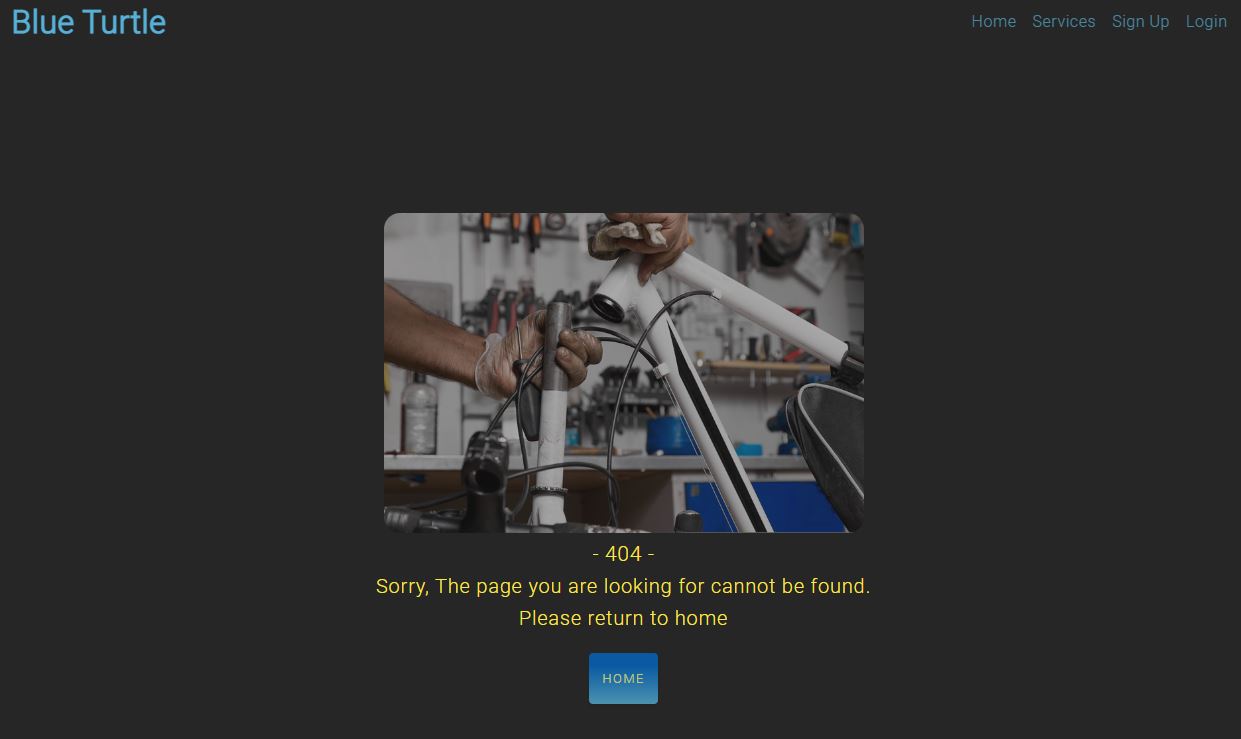 Blue Turtle
Home Services Sign Up Login
- 404 -
Sorry, The page you are looking for cannot be found.
Please return to home
HOME